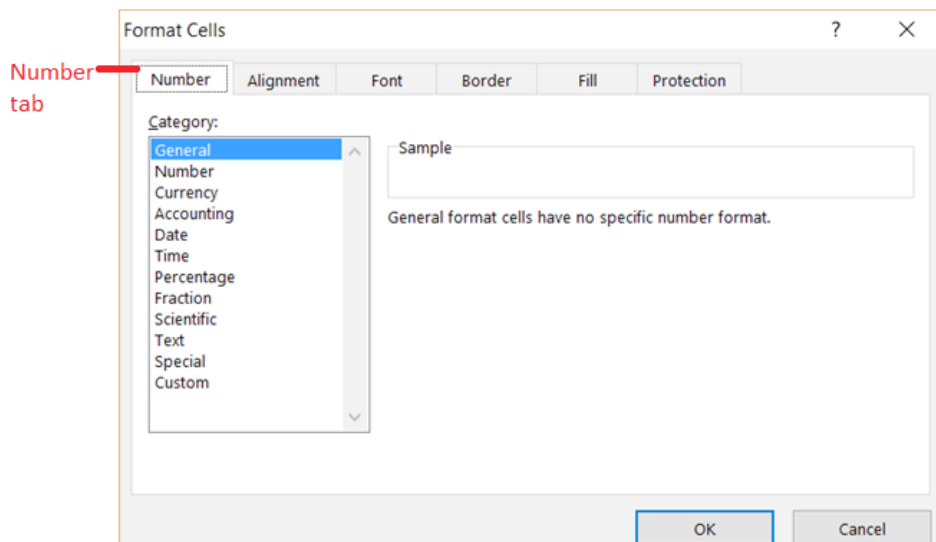 Format Cells
?
Number
tab
Number
Alignment
Font
Border
Fill
Protection
Category:
General
Number
Currency
Accounting
Date
Time
Percentage
Fraction
Scientific
Text
Special
Custom
Sample
General format cells have no specific number format.
OK
Cancel